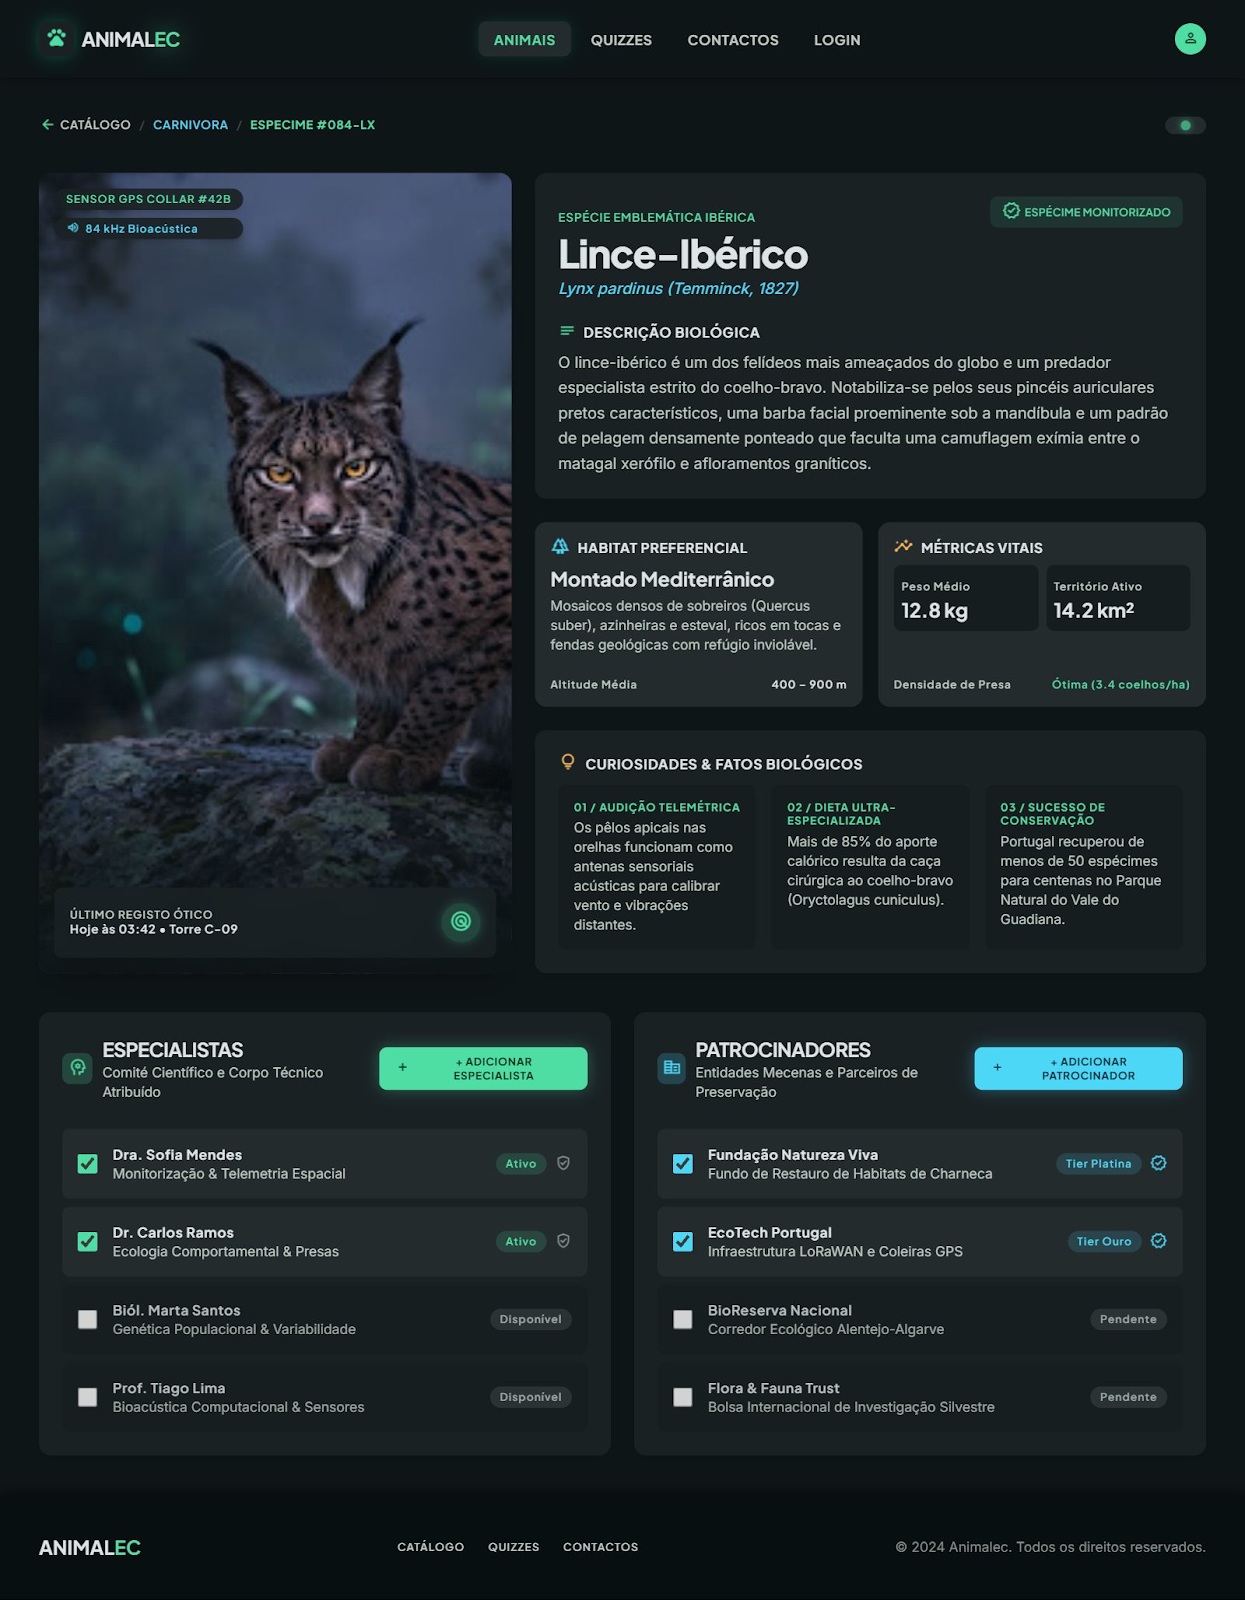 ANIMALEC
ANIMAIS
QUIZZES
CONTACTOS
LOGIN
CATÁLOGO / CARNIVORA / ESPECIME #084-LX
SENSOR GPS COLLAR #42B
84 kHz Bioacústica
ÚLTIMO REGISTO ÓTICO
Hoje às 03:42 • Torre C-09
ESPÉCIE EMBLEMÁTICA IBÉRICA
ESPÉCIME MONITORIZADO
Lince-Ibérico
Lynx pardinus (Temminck, 1827)
DESCRIÇÃO BIOLÓGICA
O lince-ibérico é um dos felídeos mais ameaçados do globo e um predador
especialista estrito do coelho-bravo. Notabiliza-se pelos seus pincéis auriculares
pretos característicos, uma barba facial proeminente sob a mandíbula e um padrão
de pelagem densamente ponteado que faculta uma camuflagem exímia entre o
matagal xerófilo e afloramentos graníticos.
HABITAT PREFERENCIAL
Montado Mediterrânico
Mosaicos densos de sobreiros (Quercus
suber), azinheiras e esteval, ricos em tocas e
fendas geológicas com refúgio inviolável.
Altitude Média
400 – 900 m
MÉTRICAS VITAIS
Peso Médio
12.8 kg
Território Ativo
14.2 km²
Densidade de Presa
Ótima (3.4 coelhos/ha)
CURIOSIDADES & FATOS BIOLÓGICOS
01 / AUDIÇÃO TELEMÉTRICA
Os pêlos apicais nas
orelhas funcionam como
antenas sensoriais
acústicas para calibrar
vento e vibrações
distantes.
02 / DIETA ULTRA-
ESPECIALIZADA
Mais de 85% do aporte
calórico resulta da caça
cirúrgica ao coelho-bravo
(Oryctolagus cuniculus).
03 / SUCESSO DE
CONSERVAÇÃO
Portugal recuperou de
menos de 50 espécimes
para centenas no Parque
Natural do Vale do
Guadiana.
ESPECIALISTAS
Comité Científico e Corpo Técnico
Atribuído
+ + ADICIONAR
ESPECIALISTA
Dra. Sofia Mendes
Monitorização & Telemetria Espacial
Ativo
Dr. Carlos Ramos
Ecologia Comportamental & Presas
Ativo
Biól. Marta Santos
Genética Populacional & Variabilidade
Disponível
Prof. Tiago Lima
Bioacústica Computacional & Sensores
Disponível
PATROCINADORES
Entidades Mecenas e Parceiros de
Preservação
+ + ADICIONAR
PATROCINADOR
Fundação Natureza Viva
Fundo de Restauro de Habitats de Charneca
Tier Platina
EcoTech Portugal
Infraestrutura LoRaWAN e Coleiras GPS
Tier Ouro
BioReserva Nacional
Corredor Ecológico Alentejo-Algarve
Pendente
Flora & Fauna Trust
Bolsa Internacional de Investigação Silvestre
Pendente
ANIMALEC
CATÁLOGO
QUIZZES
CONTACTOS
© 2024 Animalec. Todos os direitos reservados.